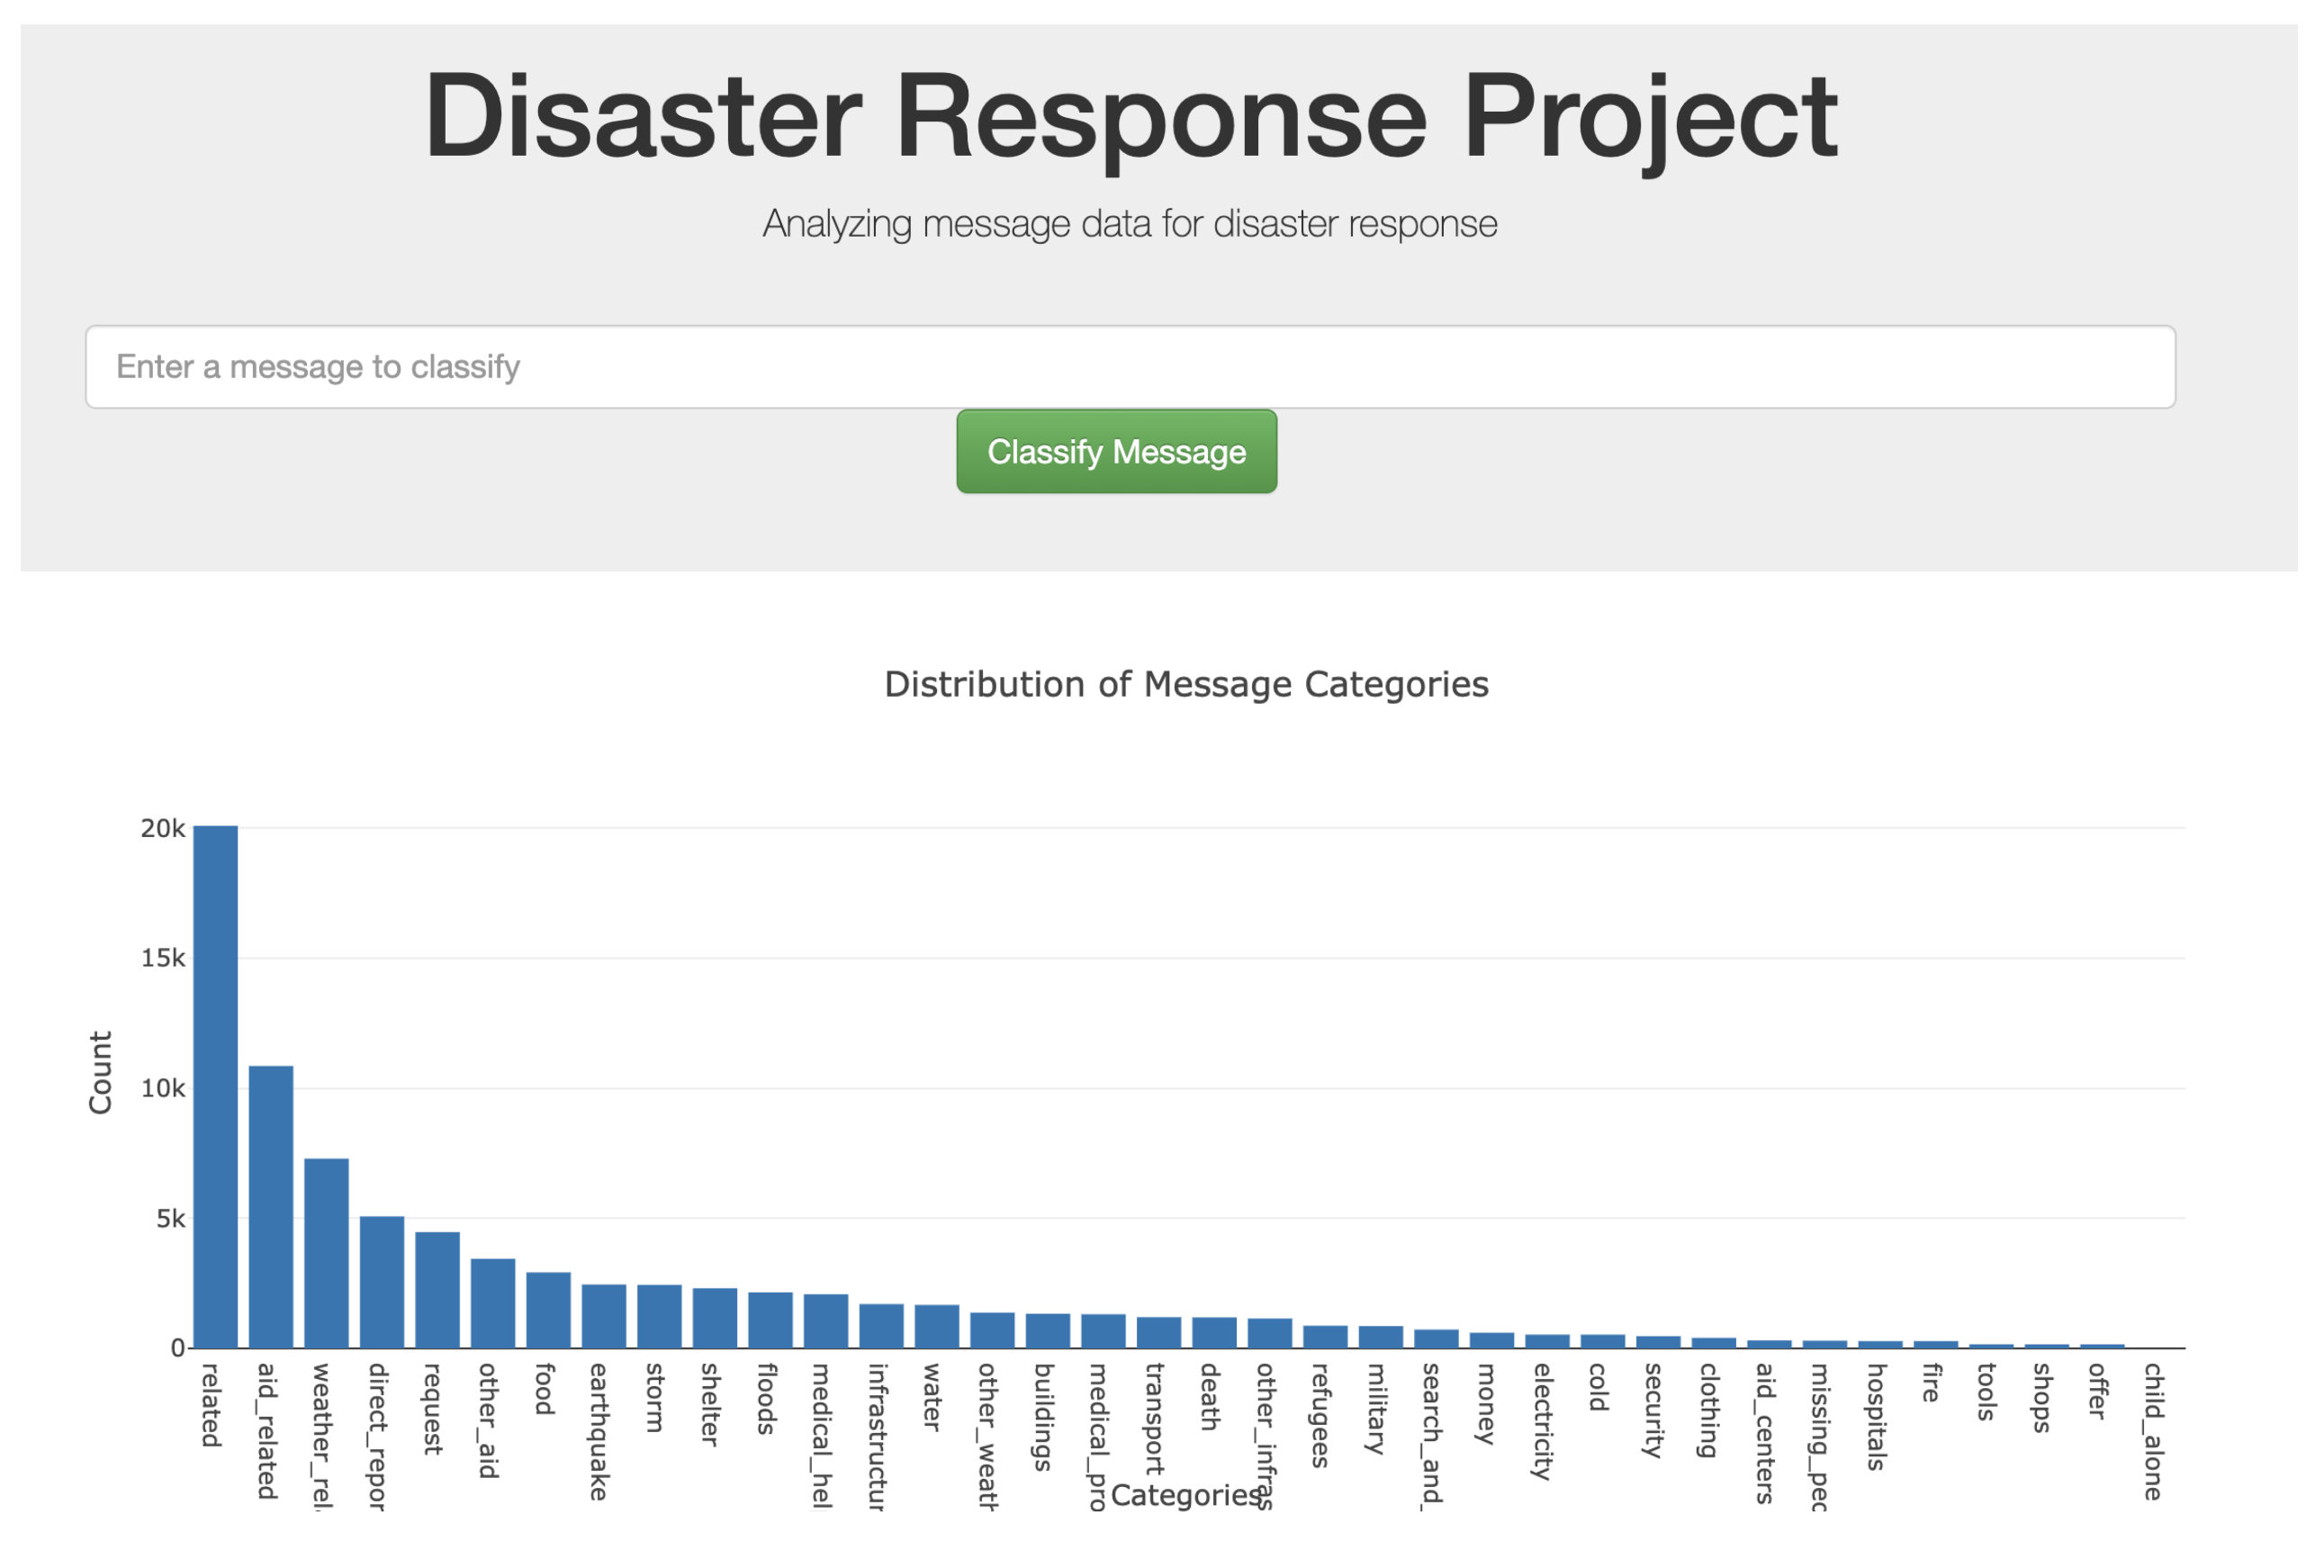 Disaster Response Project
Analyzing message data for disaster response
Enter a message to classify
Classify Message
Distribution of Message Categories
20k
15k
10k
5k
0
Count
related
aid_related
weather_rel
direct_repor
request
other_aid
food
earthquake
storm
shelter
floods
medical_hel
infrastructur
water
other_weath
buildings
medical_pro
transport
death
other_infras
refugees
military
search_and_
money
electricity
cold
security
clothing
aid_centers
missing_peo
hospitals
fire
tools
shops
offer
child_alone
Categories